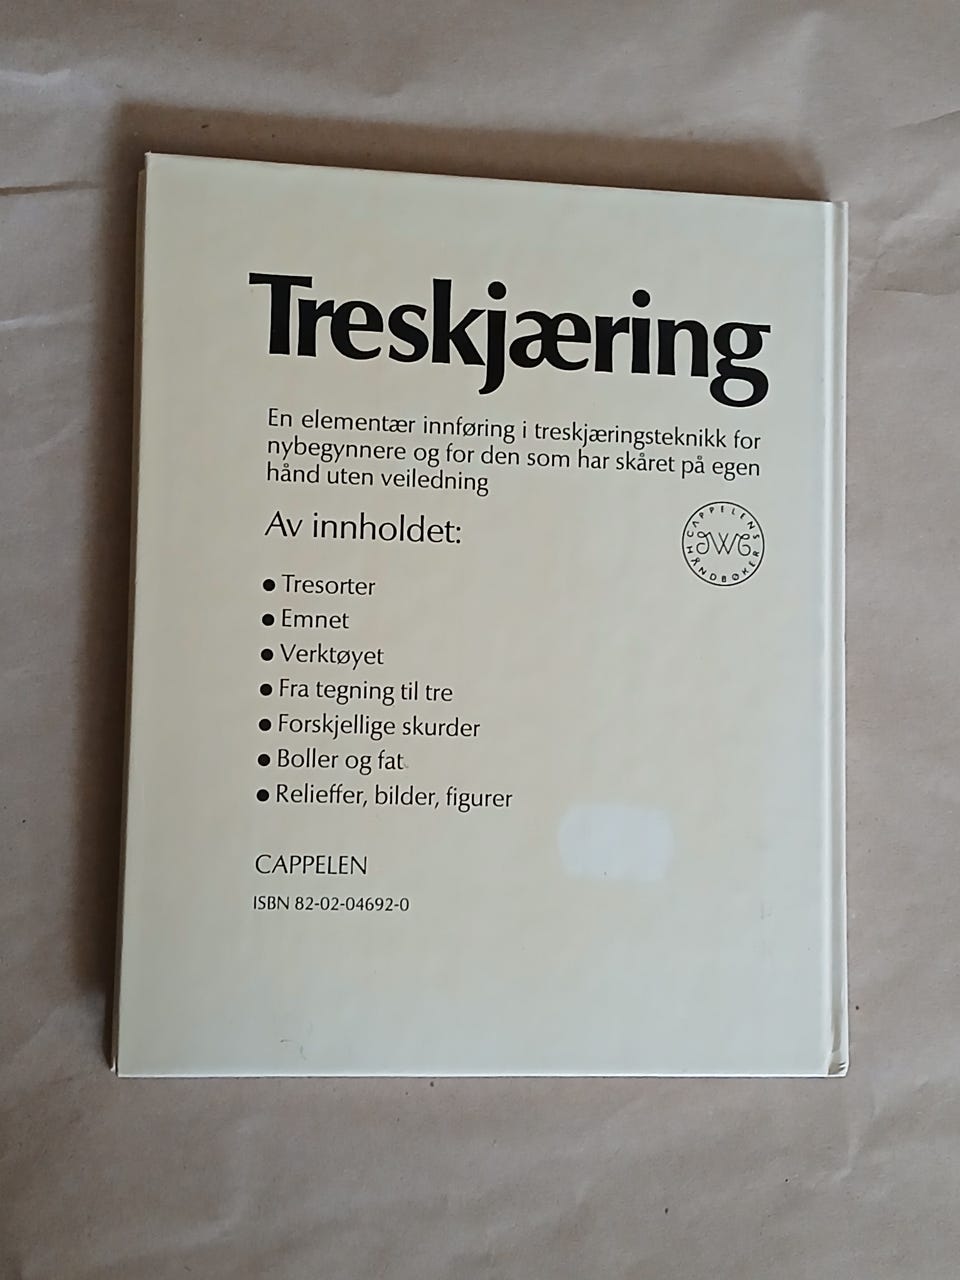 Treskjæring
En elementær innføring i treskjæringsteknikk for
nybegynnere og for den som har skåret på egen
hånd uten veiledning
Av innholdet:
CAPPELENS
JWC
HÅNDBØKER
● Tresorter
● Emnet
● Verktøyet
● Fra tegning til tre
● Forskjellige skurder
● Boller og fat
● Relieffer, bilder, figurer
CAPPELEN
ISBN 82-02-04692-0